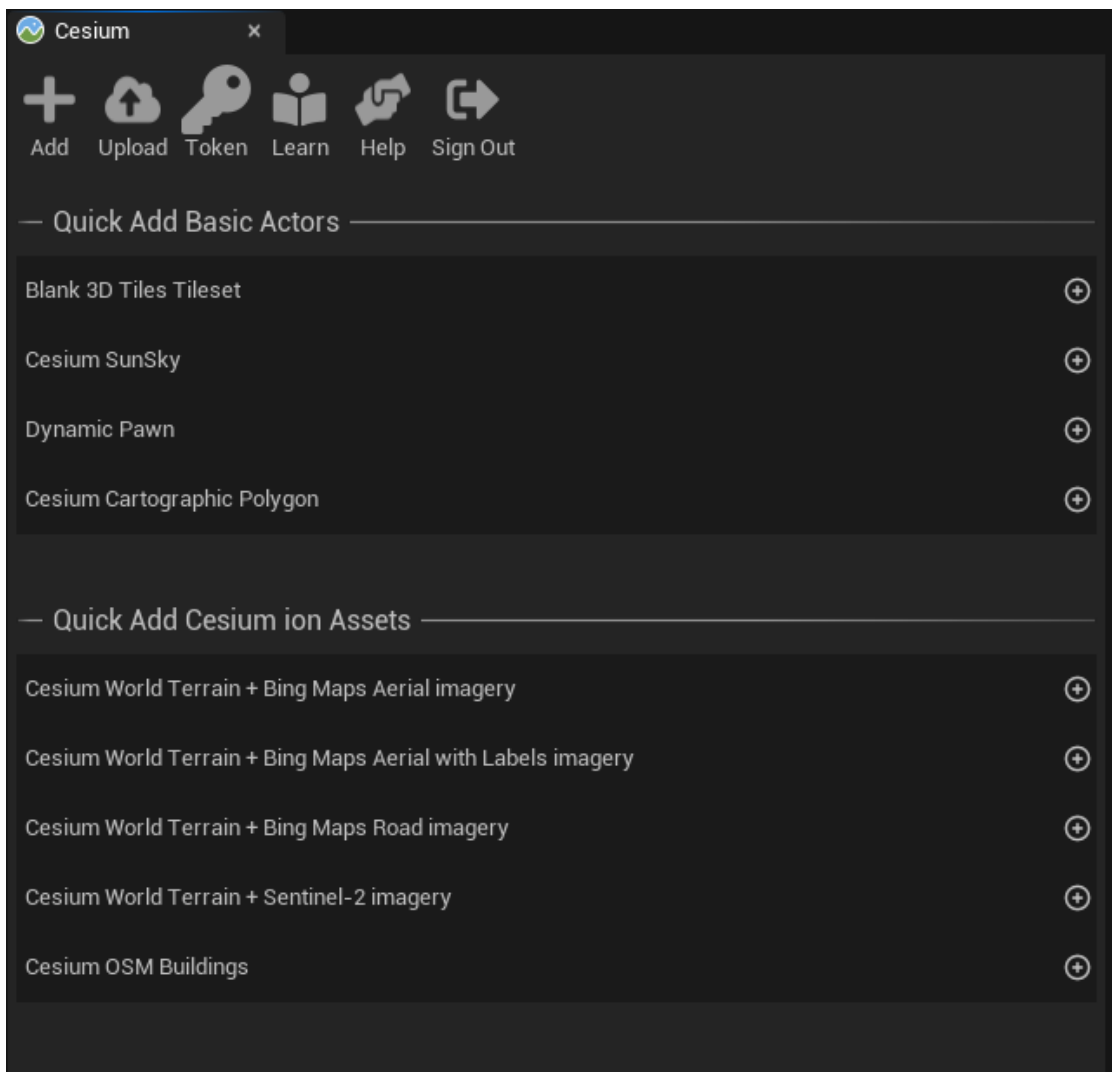 Cesium
Add Upload Token Learn Help Sign Out
Quick Add Basic Actors
Blank 3D Tiles Tileset
Cesium SunSky
Dynamic Pawn
Cesium Cartographic Polygon
Quick Add Cesium ion Assets
Cesium World Terrain + Bing Maps Aerial imagery
Cesium World Terrain + Bing Maps Aerial with Labels imagery
Cesium World Terrain + Bing Maps Road imagery
Cesium World Terrain + Sentinel-2 imagery
Cesium OSM Buildings